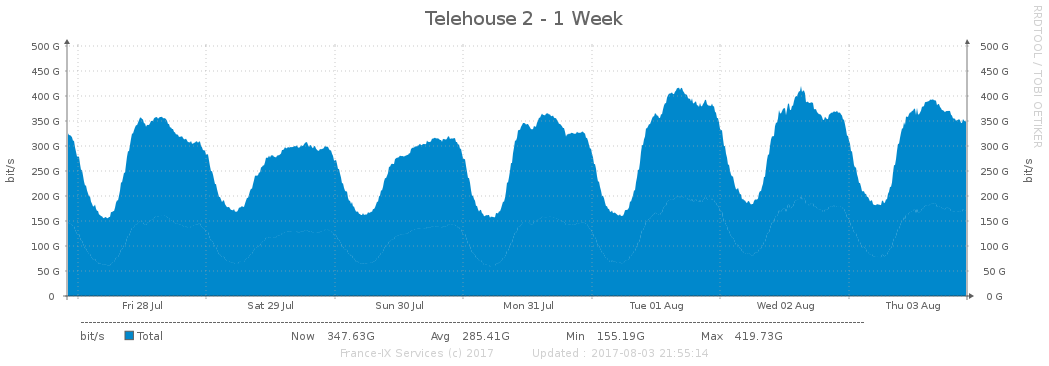 Telehouse 2 - 1 Week
RRDTOOL / TOBI OETIKER
bit/s
500 G 500 G
450 G 450 G
400 G 400 G
350 G 350 G
300 G 300 G
250 G 250 G
200 G 200 G
150 G 150 G
100 G 100 G
50 G 50 G
0 0 G
bit/s
Fri 28 Jul Sat 29 Jul Sun 30 Jul Mon 31 Jul Tue 01 Aug Wed 02 Aug Thu 03 Aug
bit/s Total Now 347.63G Avg 285.41G Min 155.19G Max 419.73G
France-IX Services (c) 2017 Updated : 2017-08-03 21:55:14